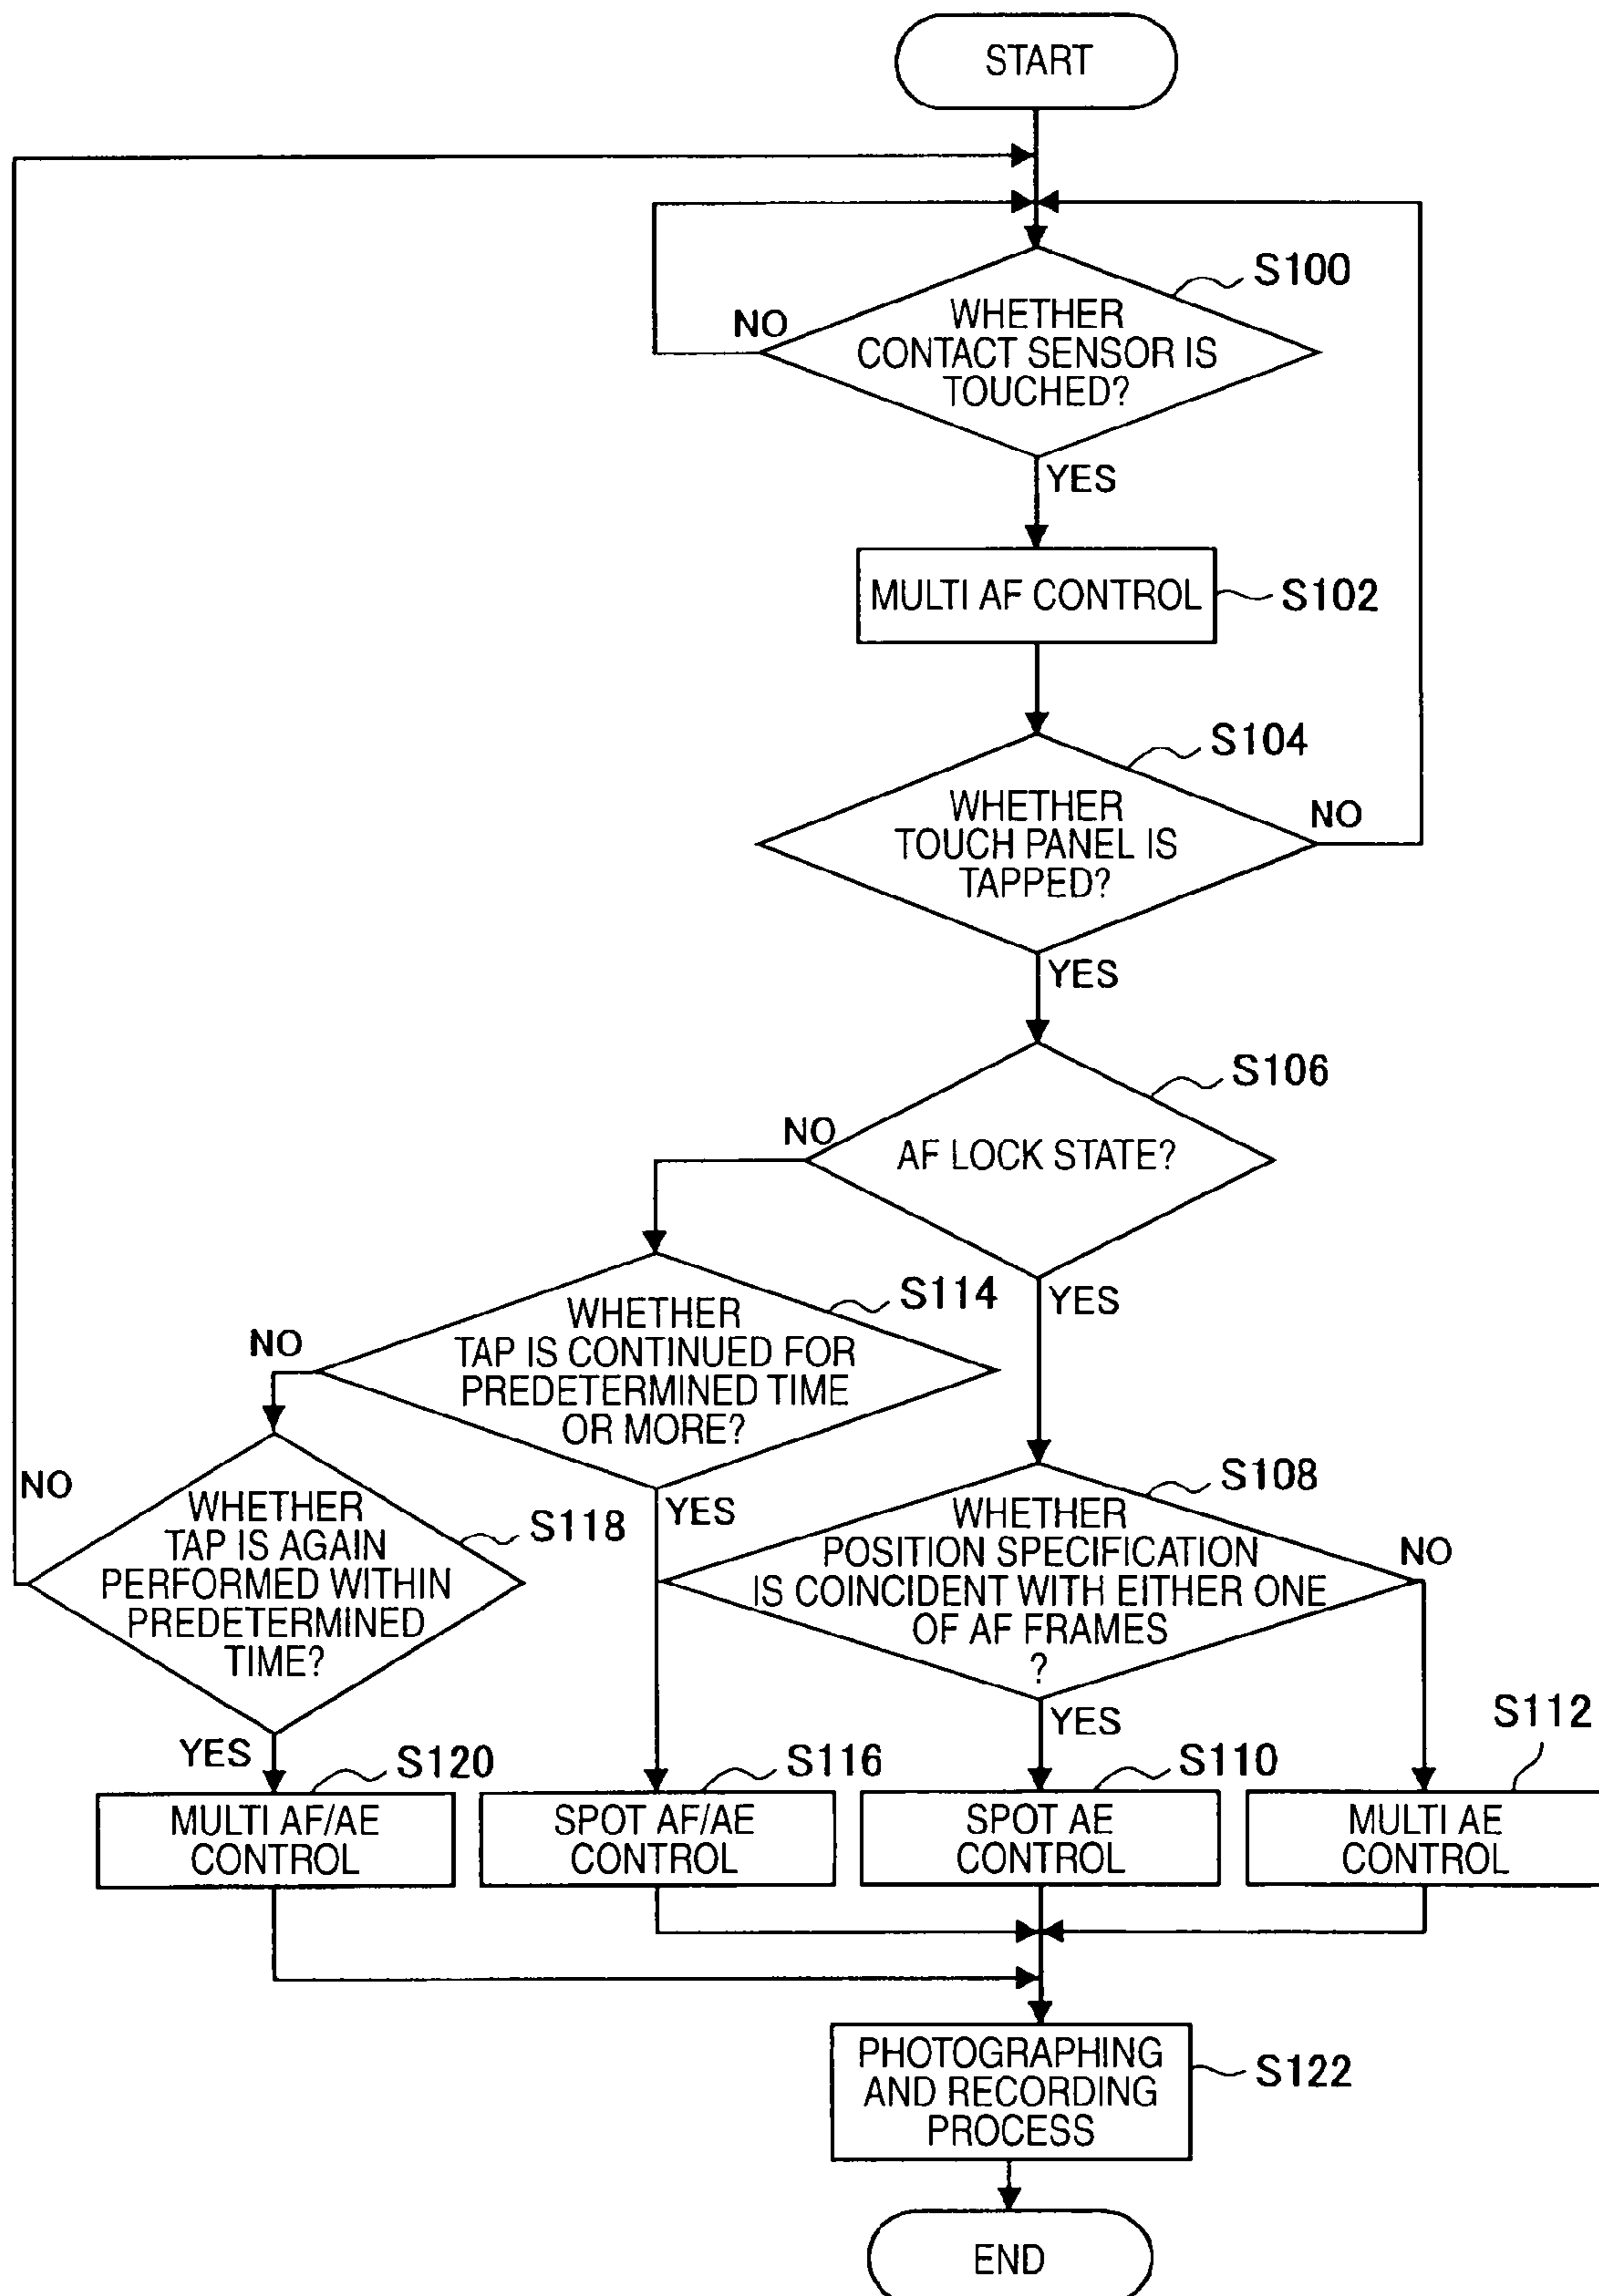 START
S100
NO
WHETHER
CONTACT SENSOR IS
TOUCHED?
YES
MULTI AF CONTROL
S102
S104
WHETHER
TOUCH PANEL IS
TAPPED?
NO
YES
S106
NO
AF LOCK STATE?
YES
S114
NO
WHETHER
TAP IS CONTINUED FOR
PREDETERMINED TIME
OR MORE?
YES
S108
WHETHER
POSITION SPECIFICATION
IS COINCIDENT WITH EITHER ONE
OF AF FRAMES
?
NO
YES
NO
S118
WHETHER
TAP IS AGAIN
PERFORMED WITHIN
PREDETERMINED
TIME?
YES
S120
MULTI AF/AE
CONTROL
S116
SPOT AF/AE
CONTROL
S110
SPOT AE
CONTROL
S112
MULTI AE
CONTROL
PHOTOGRAPHING
AND RECORDING
PROCESS
S122
END